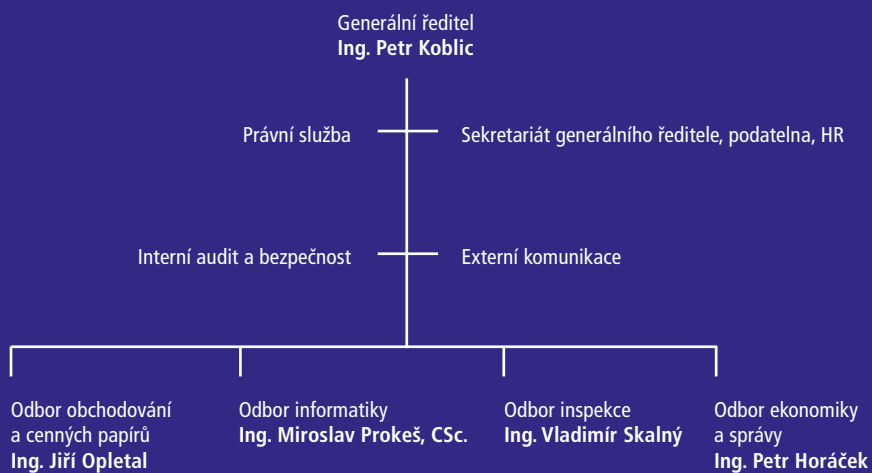 Generální ředitel
Ing. Petr Koblic
Právní služba
Sekretariát generálního ředitele, podatelna, HR
Interní audit a bezpečnost
Externí komunikace
Odbor obchodování
a cenných papírů
Ing. Jiří Opletal
Odbor informatiky
Ing. Miroslav Prokeš, CSc.
Odbor inspekce
Ing. Vladimír Skalný
Odbor ekonomiky
a správy
Ing. Petr Horáček